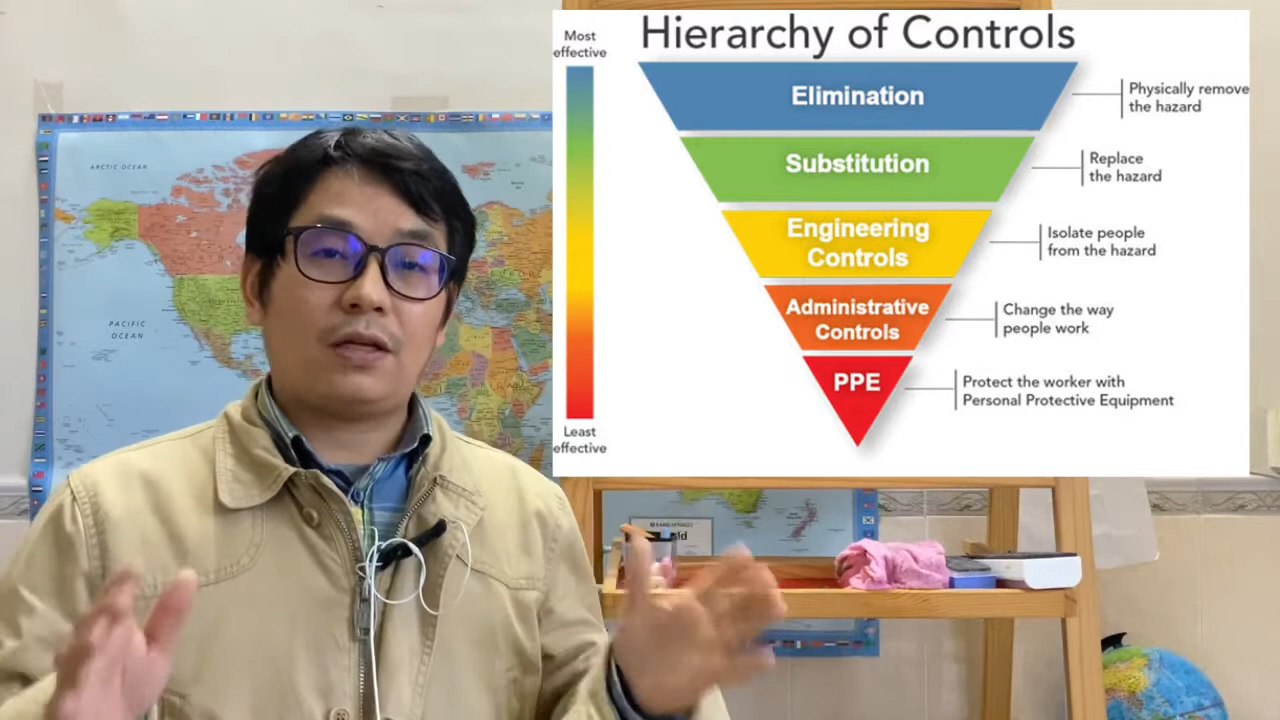 Hierarchy of Controls
Most
effective
Elimination
Physically remove
the hazard
Substitution
Replace
the hazard
Engineering
Controls
Isolate people
from the hazard
Administrative
Controls
Change the way
people work
PPE
Protect the worker with
Personal Protective Equipment
Least
effective
ARCTIC OCEAN
PACIFIC
OCEAN